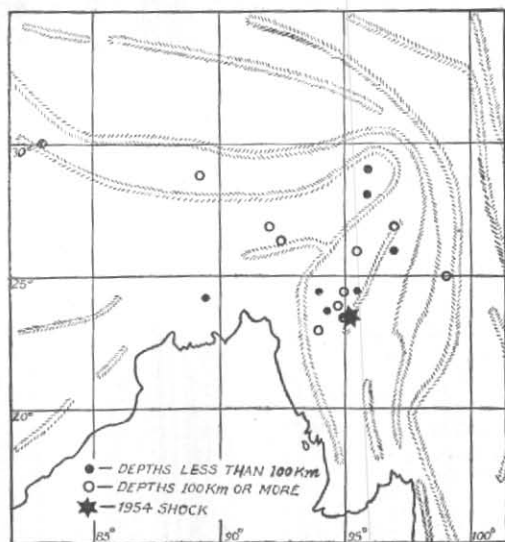 30°
25°
20°
● — DEPTHS LESS THAN 100Km
○ — DEPTHS 100Km OR MORE
★ — 1954 SHOCK
85° 90° 95° 100°